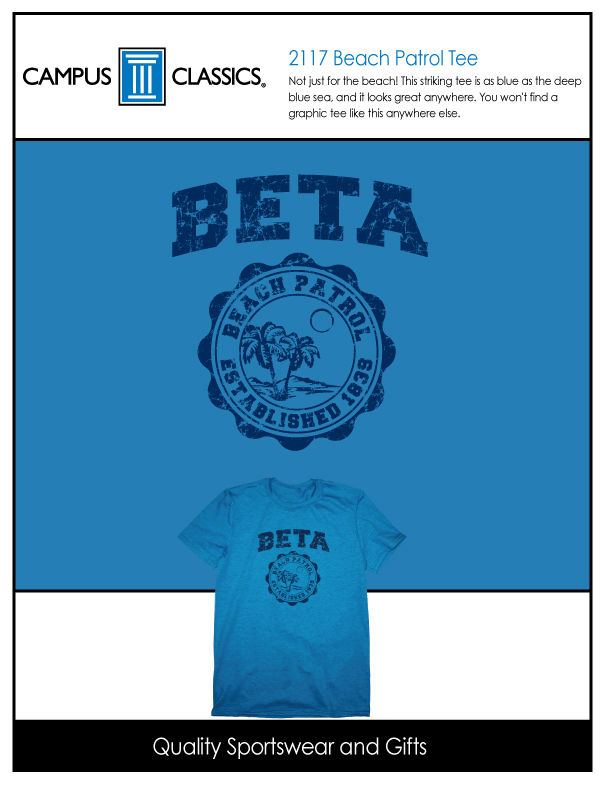 CAMPUS CLASSICS®
2117 Beach Patrol Tee
Not just for the beach! This striking tee is as blue as the deep
blue sea, and it looks great anywhere. You won't find a
graphic tee like this anywhere else.
BETA
BEACH PATROL
ESTABLISHED 1839
BETA
BEACH PATROL
ESTABLISHED 1839
Quality Sportswear and Gifts